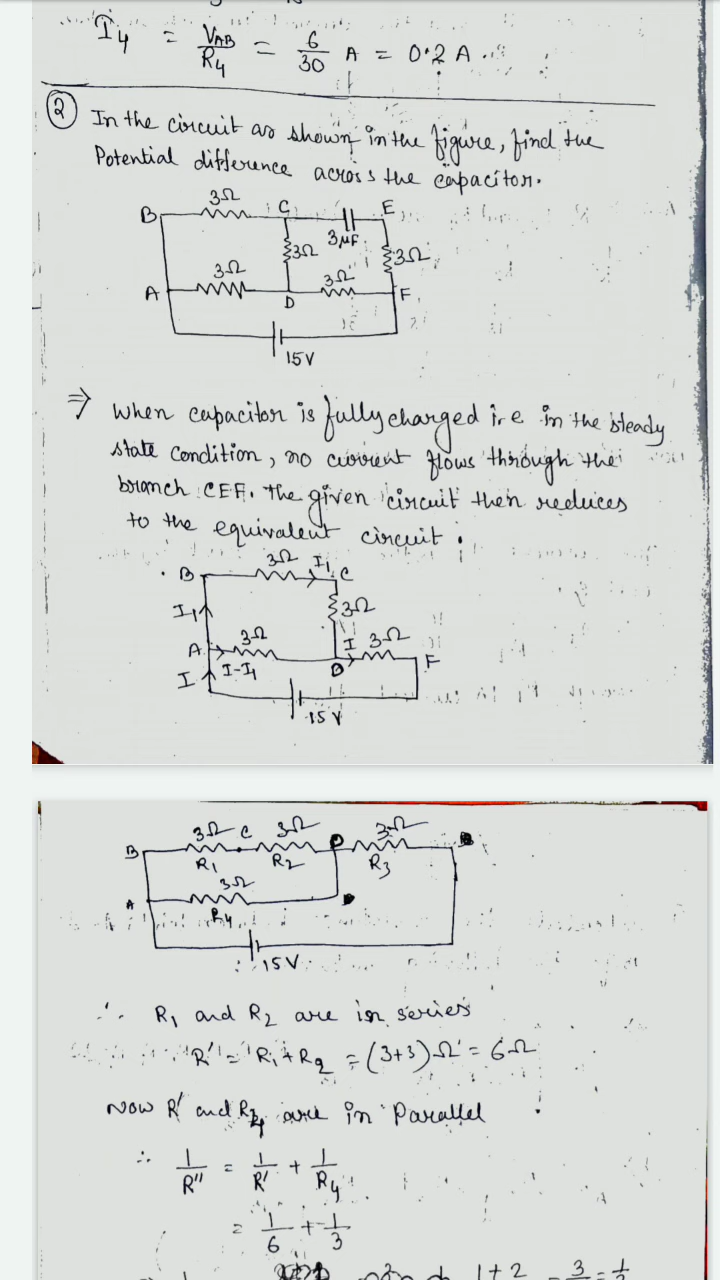 I4 = VAB/R4 = 6/30 A = 0.2 A.
② In the circuit as shown in the figure, find the
Potential difference across the capacitor.
3Ω
B C E
3μF
3Ω 3Ω
3Ω 3Ω
A D F
15V
⇒ When capacitor is fully charged i.e in the steady
state condition, no current flows through the
branch CEF. The given circuit then reduces
to the equivalent circuit.
3Ω I1
B C
I1 3Ω
3Ω I 3Ω
A D F
I I-I1
15V
3Ω C 3Ω D 3Ω
B R1 R2 R3
3Ω
A
R4
15V
∴ R1 and R2 are in series
R' = R1+R2 = (3+3)Ω = 6Ω
Now R' and R4 are in Parallel
∴ 1/R'' = 1/R' + 1/R4
= 1/6 + 1/3
1+2 = 3